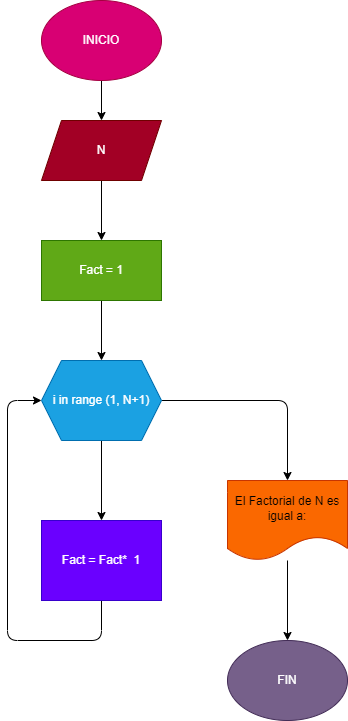 INICIO
N
Fact = 1
i in range (1, N+1)
Fact = Fact*  1
El Factorial de N es
igual a:
FIN